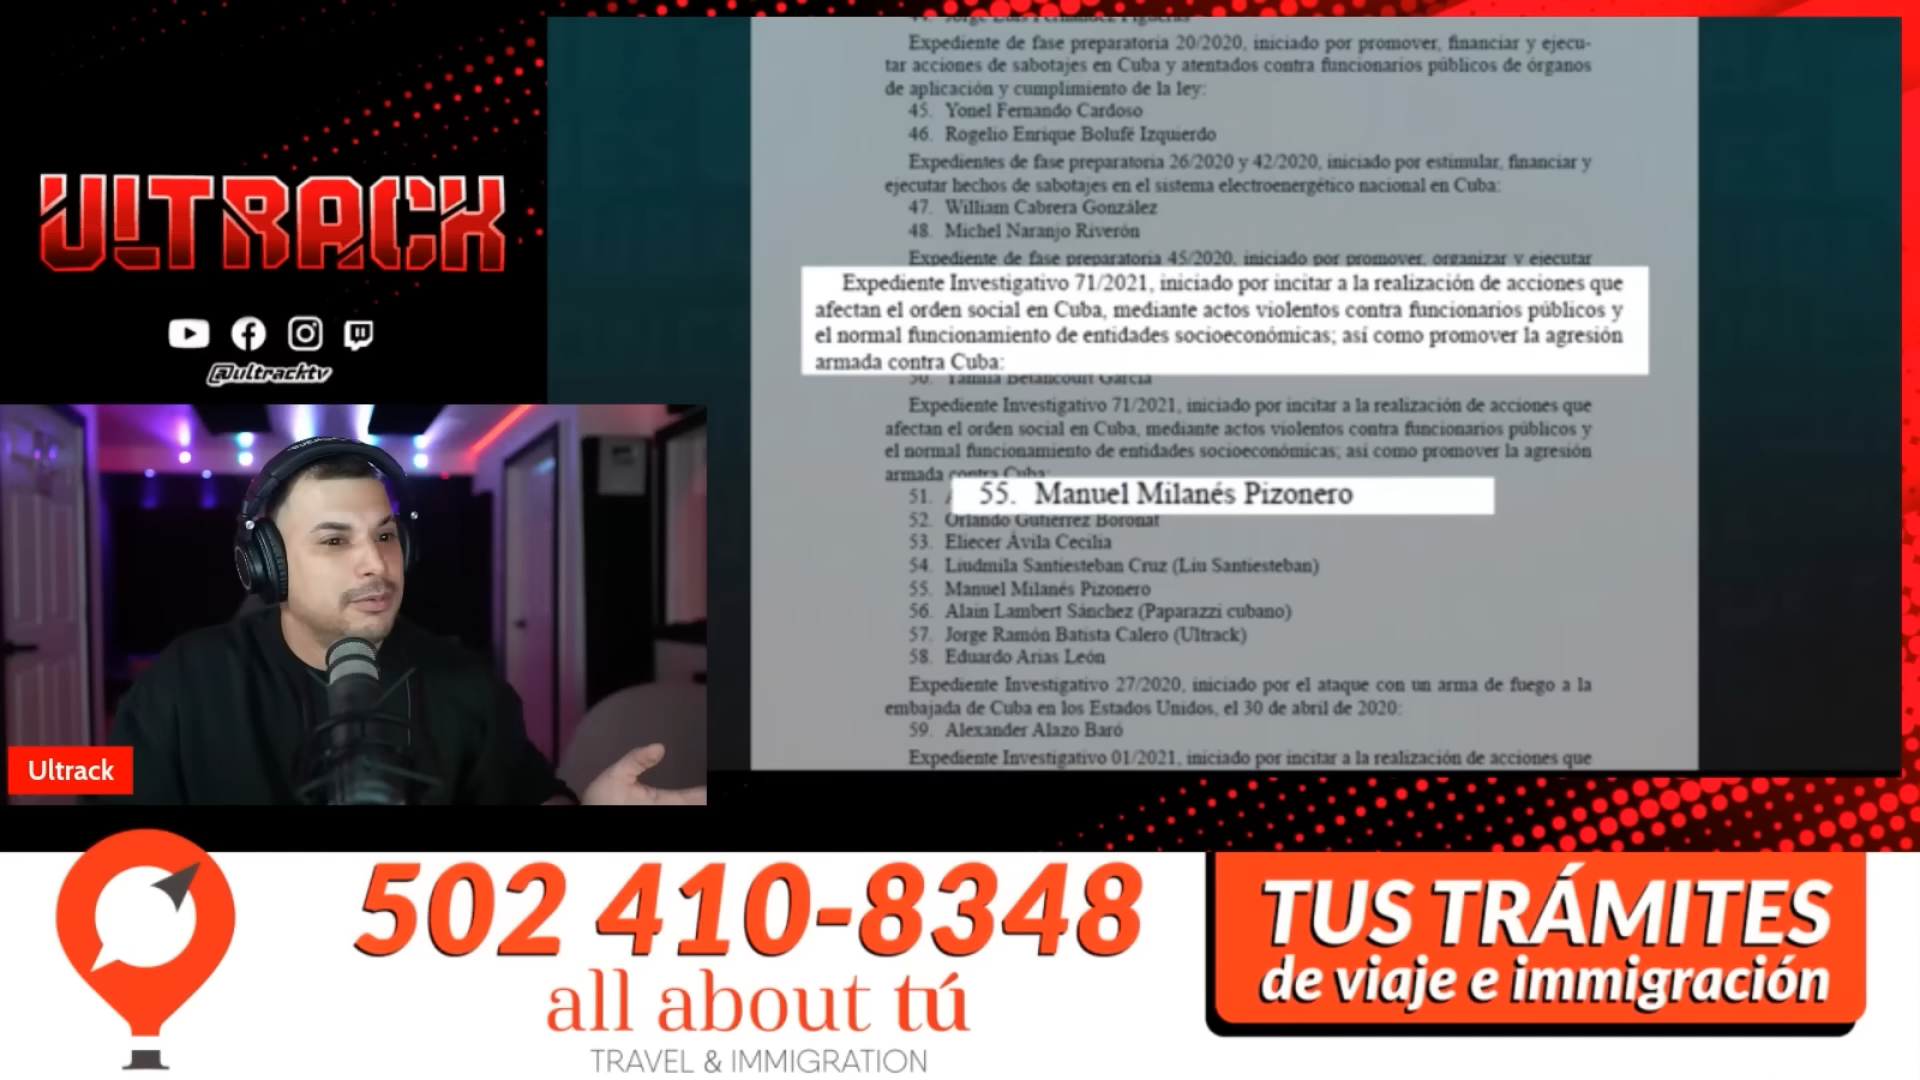 ULTRACK
@ultracktv
44. Jorge Luis Fernández Figueras
Expediente de fase preparatoria 20/2020, iniciado por promover, financiar y ejecu-
tar acciones de sabotajes en Cuba y atentados contra funcionarios públicos de órganos
de aplicación y cumplimiento de la ley:
45. Yonel Fernando Cardoso
46. Rogelio Enrique Bolufé Izquierdo
Expedientes de fase preparatoria 26/2020 y 42/2020, iniciado por estimular, financiar y
ejecutar hechos de sabotajes en el sistema electroenergético nacional en Cuba:
47. William Cabrera González
48. Michel Naranjo Riverón
Expediente de fase preparatoria 45/2020, iniciado por promover, organizar y ejecutar
Expediente Investigativo 71/2021, iniciado por incitar a la realización de acciones que
afectan el orden social en Cuba, mediante actos violentos contra funcionarios públicos y
el normal funcionamiento de entidades socioeconómicas; así como promover la agresión
armada contra Cuba:
50. Yamila Betancourt García
Expediente Investigativo 71/2021, iniciado por incitar a la realización de acciones que
afectan el orden social en Cuba, mediante actos violentos contra funcionarios públicos y
el normal funcionamiento de entidades socioeconómicas; así como promover la agresión
armada contra Cuba:
51.
55. Manuel Milanés Pizonero
52. Orlando Gutiérrez Boronat
53. Eliecer Ávila Cecilia
54. Liudmila Santiesteban Cruz (Liu Santiesteban)
55. Manuel Milanés Pizonero
56. Alain Lambert Sánchez (Paparazzi cubano)
57. Jorge Ramón Batista Calero (Ultrack)
58. Eduardo Arias León
Expediente Investigativo 27/2020, iniciado por el ataque con un arma de fuego a la
embajada de Cuba en los Estados Unidos, el 30 de abril de 2020:
59. Alexander Alazo Baró
Expediente Investigativo 01/2021, iniciado por incitar a la realización de acciones que
Ultrack
502 410-8348
all about tú
TRAVEL & IMMIGRATION
TUS TRÁMITES
de viaje e immigración